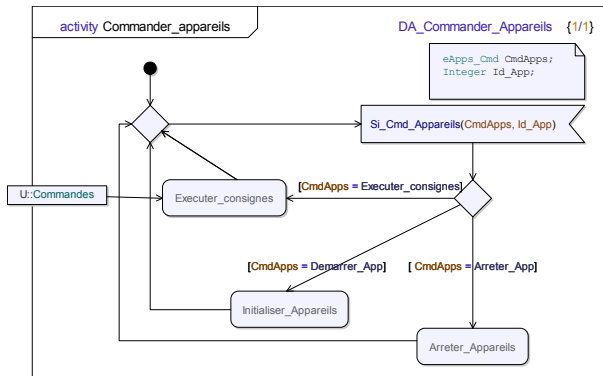 activity Commander_appareils
DA_Commander_Appareils {1/1}
eApps_Cmd CmdApps;
Integer Id_App;
Si_Cmd_Appareils(CmdApps, Id_App)
U::Commandes
Executer_consignes
[CmdApps = Executer_consignes]
[CmdApps = Demarrer_App]
[ CmdApps = Arreter_App]
Initialiser_Appareils
Arreter_Appareils